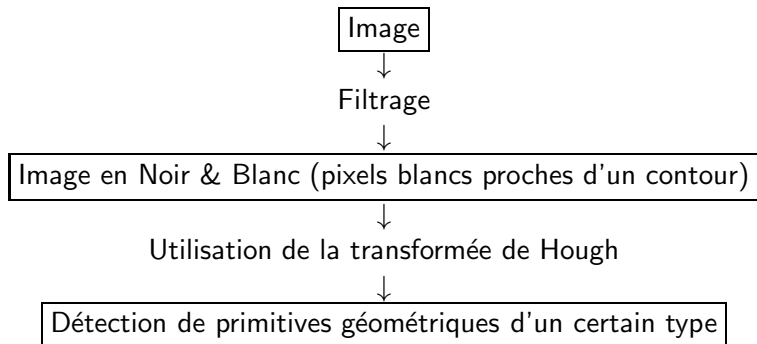 Image
Filtrage
Image en Noir & Blanc (pixels blancs proches d'un contour)
Utilisation de la transformée de Hough
Détection de primitives géométriques d'un certain type